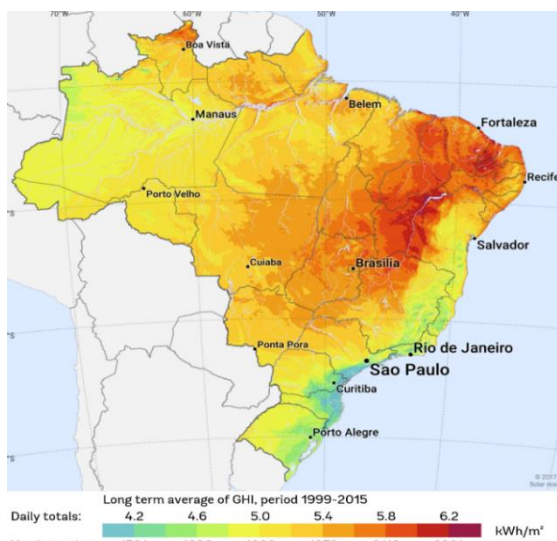 70°W 60°W 50°W 40°W
Boa Vista
Belem
Manaus
Fortaleza
Recife
Porto Velho
°S
Salvador
Cuiaba
Brasilia
°S
Ponta Pora
Rio de Janeiro
Sao Paulo
Curitiba
Porto Alegre
°S
© 2017
Long term average of GHI, period 1999-2015
Daily totals: 4.2 4.6 5.0 5.4 5.8 6.2 kWh/m²